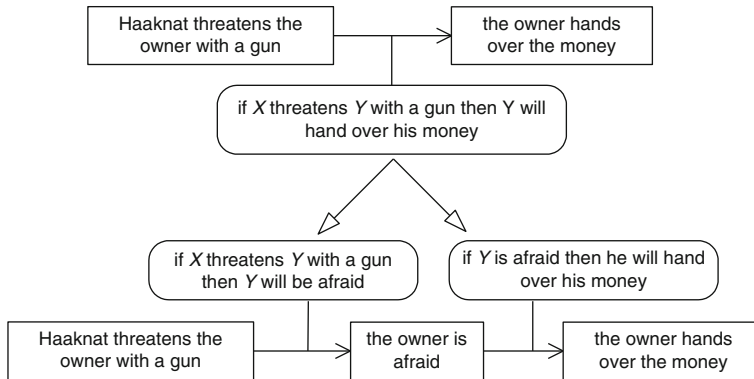 Haaknat threatens the
owner with a gun
the owner hands
over the money
if X threatens Y with a gun then Y will
hand over his money
if X threatens Y with a gun
then Y will be afraid
if Y is afraid then he will hand
over his money
Haaknat threatens the
owner with a gun
the owner is
afraid
the owner hands
over the money